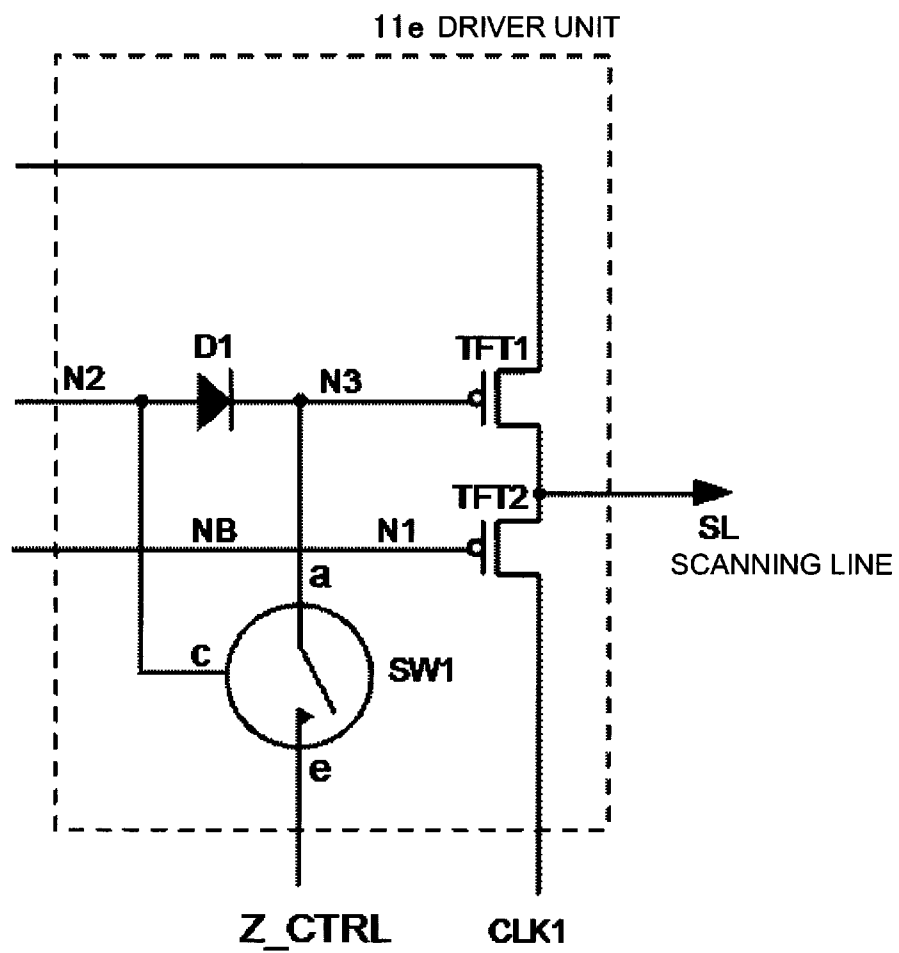 11e DRIVER UNIT
D1
TFT1
N2
N3
TFT2
NB
N1
SL
SCANNING LINE
a
c
SW1
e
Z_CTRL
CLK1